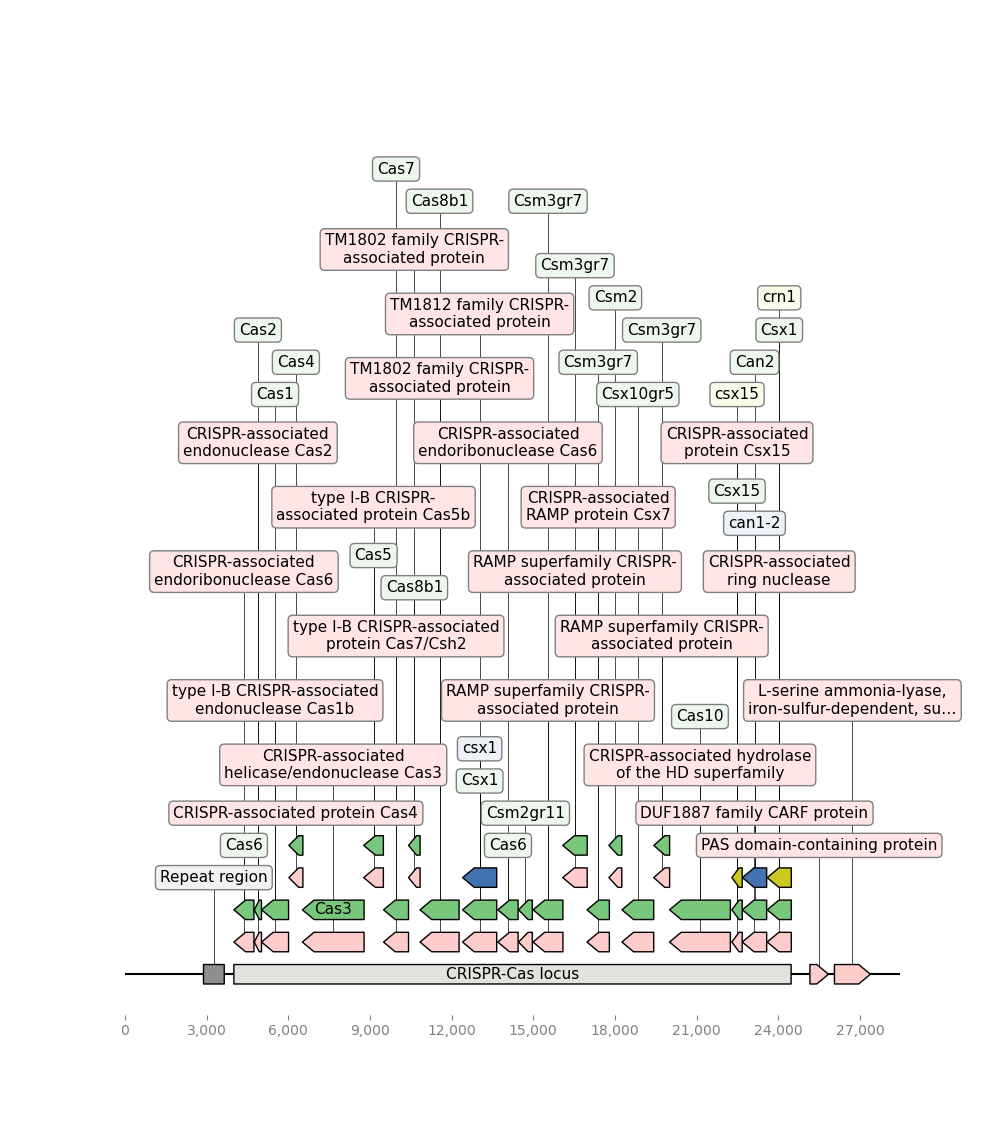 Cas7
Cas8b1
Csm3gr7
TM1802 family CRISPR-
associated protein
Csm3gr7
crn1
Csm2
TM1812 family CRISPR-
associated protein
Cas2
Csm3gr7
Csx1
Cas4
TM1802 family CRISPR-
associated protein
Csm3gr7
Can2
Cas1
Csx10gr5
csx15
CRISPR-associated
endonuclease Cas2
CRISPR-associated
endoribonuclease Cas6
CRISPR-associated
protein Csx15
Csx15
type I-B CRISPR-
associated protein Cas5b
CRISPR-associated
RAMP protein Csx7
can1-2
Cas5
CRISPR-associated
endoribonuclease Cas6
RAMP superfamily CRISPR-
associated protein
CRISPR-associated
ring nuclease
Cas8b1
type I-B CRISPR-associated
protein Cas7/Csh2
RAMP superfamily CRISPR-
associated protein
type I-B CRISPR-associated
endonuclease Cas1b
RAMP superfamily CRISPR-
associated protein
L-serine ammonia-lyase,
iron-sulfur-dependent, su...
Cas10
csx1
CRISPR-associated
helicase/endonuclease Cas3
CRISPR-associated hydrolase
of the HD superfamily
Csx1
CRISPR-associated protein Cas4
Csm2gr11
DUF1887 family CARF protein
Cas6
Cas6
PAS domain-containing protein
Repeat region
Cas3
CRISPR-Cas locus
0
3,000
6,000
9,000
12,000
15,000
18,000
21,000
24,000
27,000